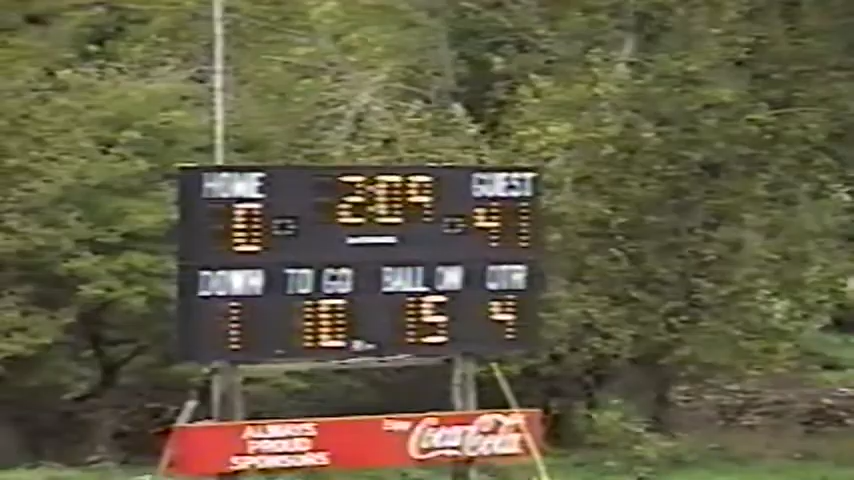 HOME 2:09 GUEST
0 41
DOWN TO GO BALL ON QTR
1 10 15 4
ALWAYS
PROUD
SPONSORS
Coca-Cola